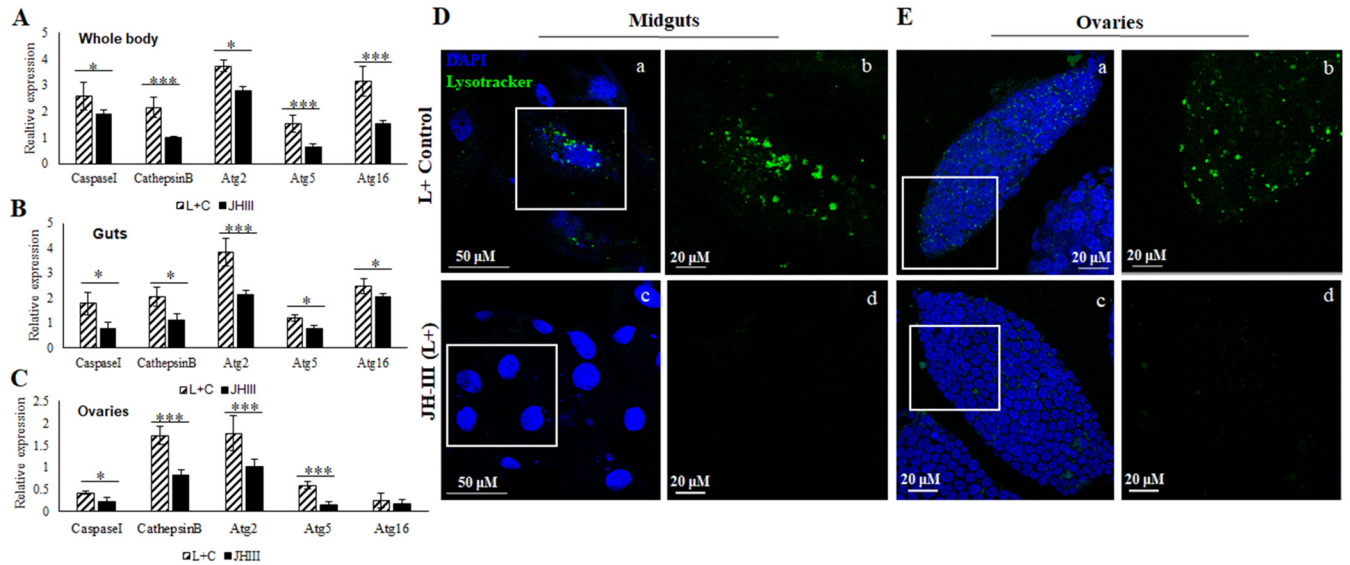 A
Whole body
Realtive expression
5
4
3
2
1
0
*
***
*
***
***
CaspaseI CathepsinB Atg2 Atg5 Atg16
L+C JHIII
B
Guts
Relative expression
5
4
3
2
1
0
*
*
***
*
*
CaspaseI CathepsinB Atg2 Atg5 Atg16
L+C JHIII
C
Ovaries
Relative expression
2.5
2
1.5
1
0.5
0
*
***
***
***
CaspaseI CathepsinB Atg2 Atg5 Atg16
L+C JHIII
D
Midguts
L+ Control
DAPI
Lysotracker
a
50 μM
b
20 μM
JH-III (L+)
c
50 μM
d
20 μM
E
Ovaries
a
20 μM
b
20 μM
c
20 μM
d
20 μM